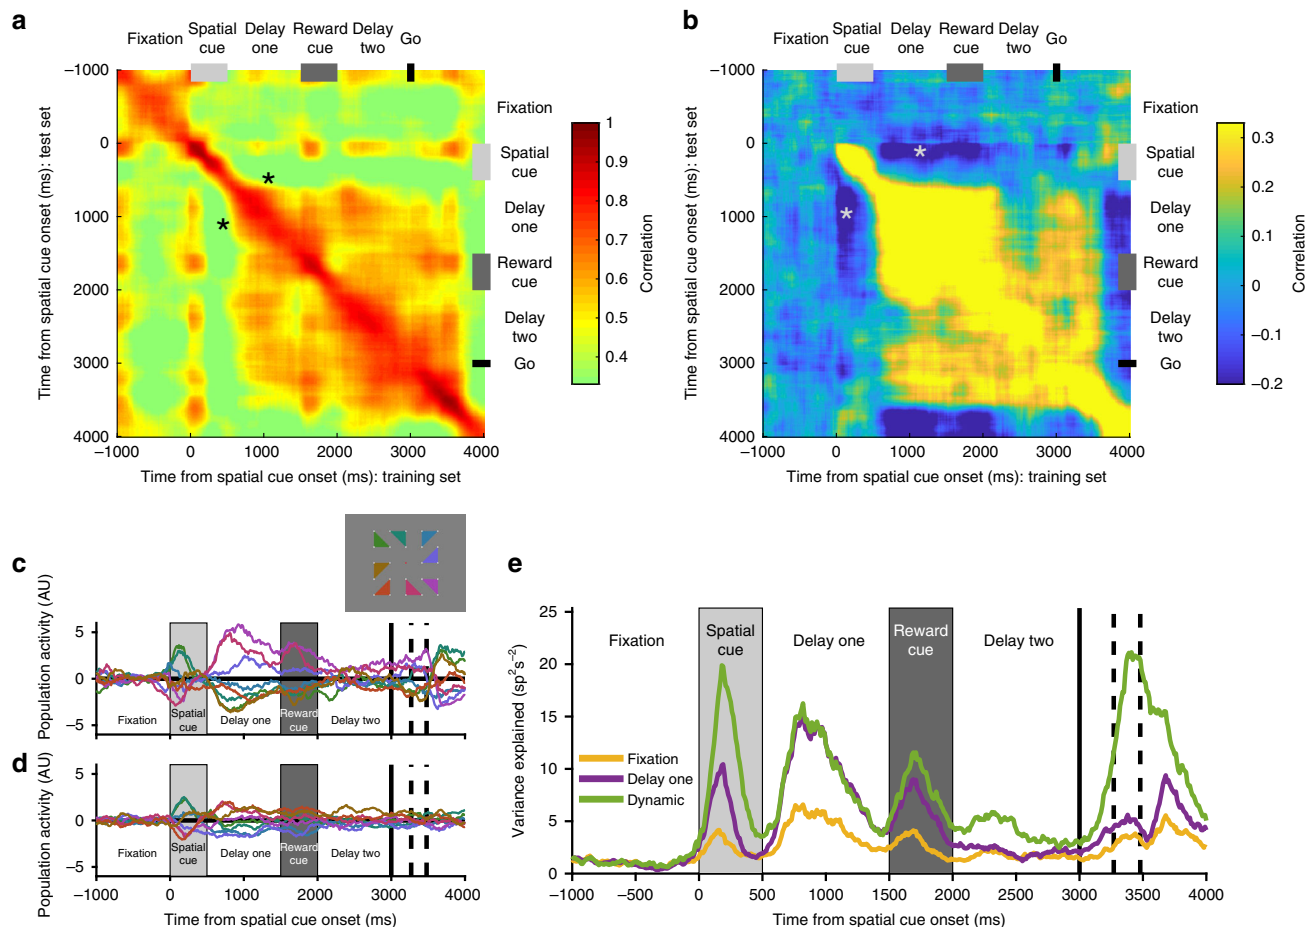 a
Fixation
Spatial cue
Delay one
Reward cue
Delay two
Go
−1000
0
1000
2000
3000
4000
Time from spatial cue onset (ms): test set
Fixation
Spatial cue
Delay one
Reward cue
Delay two
Go
*
*
−1000 0 1000 2000 3000 4000
Time from spatial cue onset (ms): training set
1
0.9
0.8
0.7
0.6
0.5
0.4
Correlation
b
Fixation
Spatial cue
Delay one
Reward cue
Delay two
Go
−1000
0
1000
2000
3000
4000
Time from spatial cue onset (ms): test set
Fixation
Spatial cue
Delay one
Reward cue
Delay two
Go
*
*
−1000 0 1000 2000 3000 4000
Time from spatial cue onset (ms): training set
0.3
0.2
0.1
0
−0.1
−0.2
Correlation
c
Population activity (AU)
5
0
−5
Fixation
Spatial cue
Delay one
Reward cue
Delay two
d
Population activity (AU)
5
0
−5
Fixation
Spatial cue
Delay one
Reward cue
Delay two
−1000 0 1000 2000 3000 4000
Time from spatial cue onset (ms)
e
Variance explained (sp² s⁻²)
25
20
15
10
5
0
Fixation
Spatial cue
Delay one
Reward cue
Delay two
Fixation
Delay one
Dynamic
−1000 −500 0 500 1000 1500 2000 2500 3000 3500 4000
Time from spatial cue onset (ms)